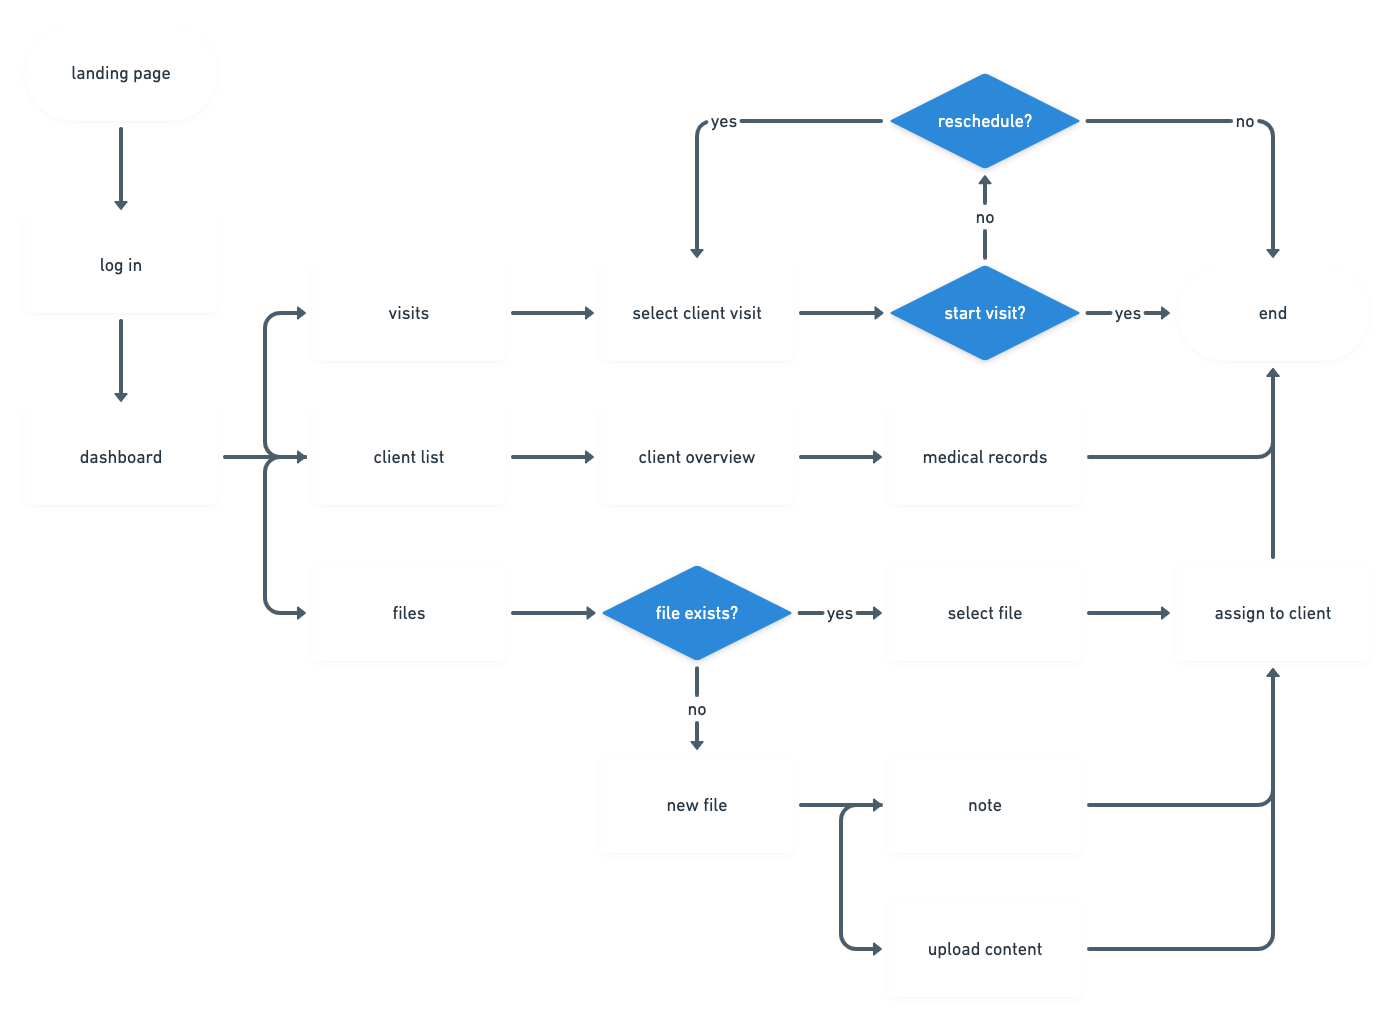 landing page
yes
reschedule?
no
no
log in
visits
select client visit
start visit?
yes
end
dashboard
client list
client overview
medical records
files
file exists?
yes
select file
assign to client
no
new file
note
upload content